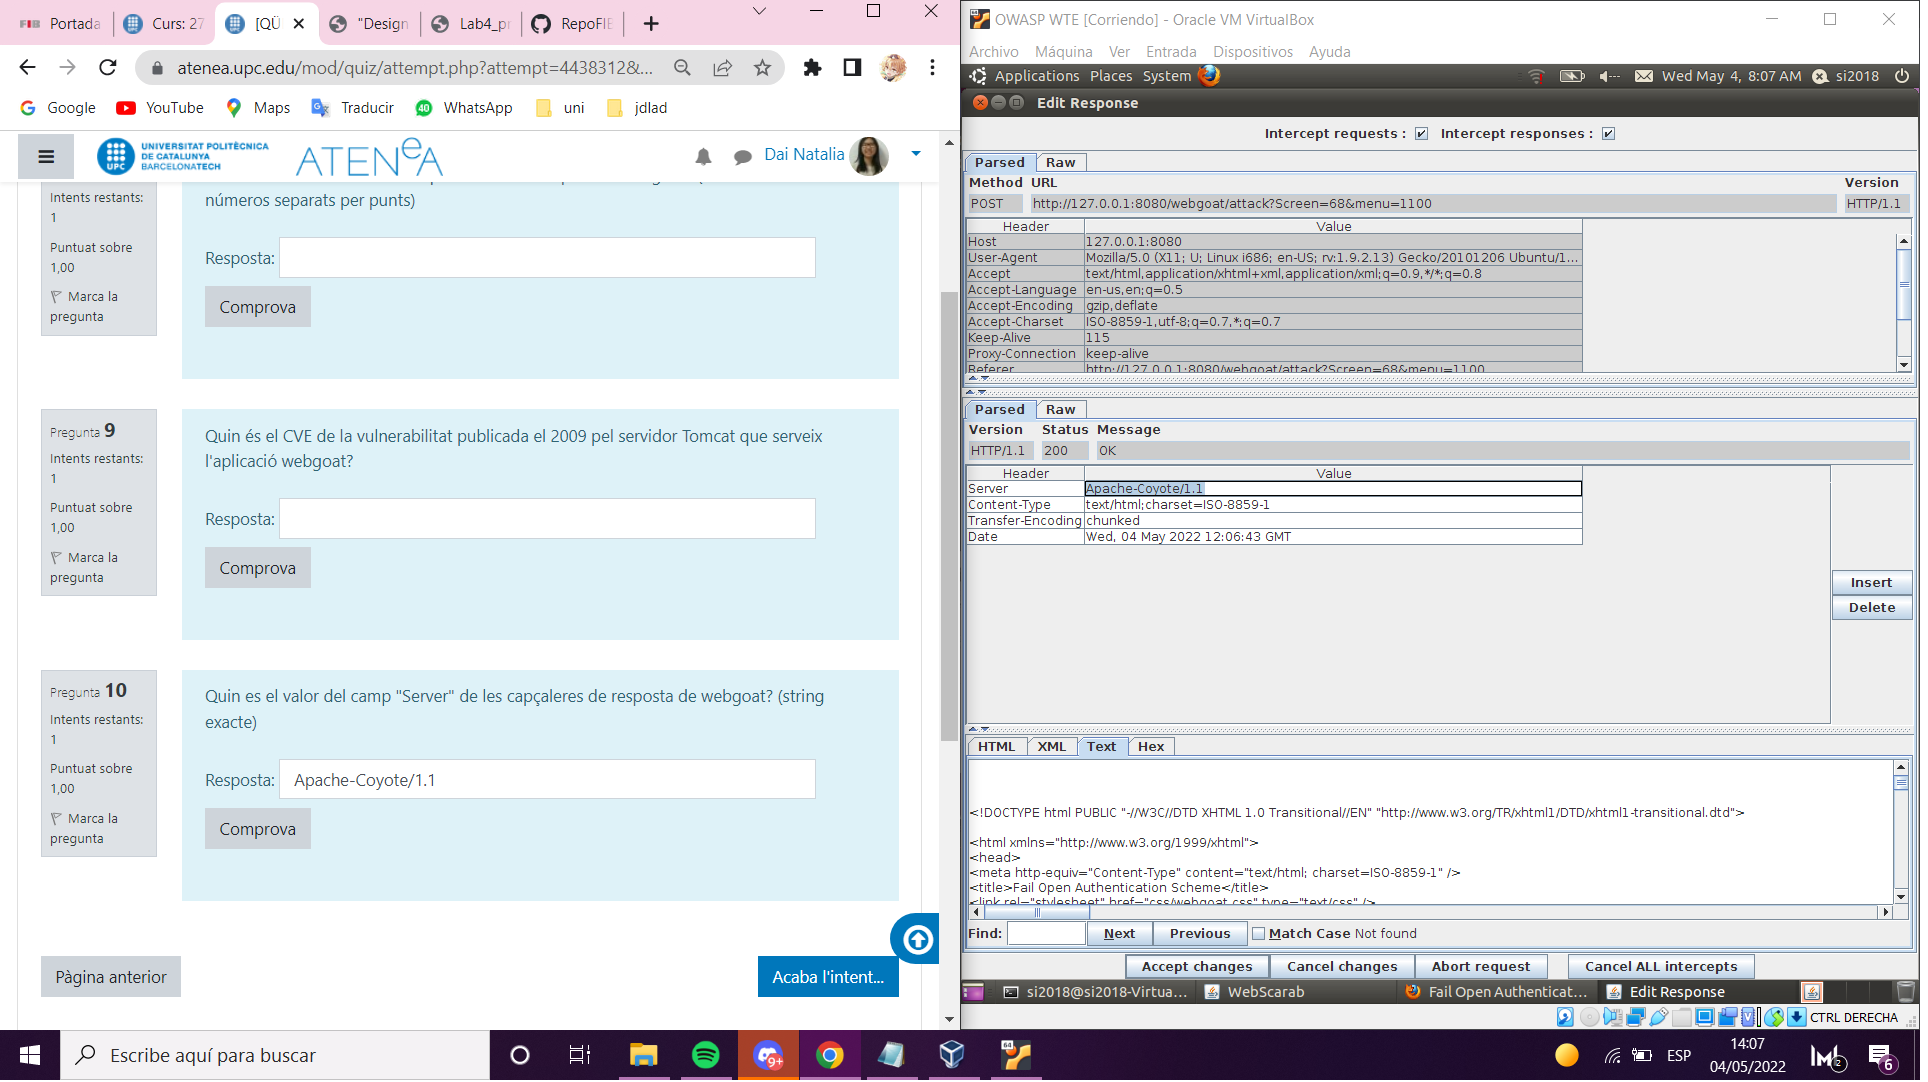 Portada
Curs: 27
[QÜ
"Design
Lab4_pr
RepoFIB
atenea.upc.edu/mod/quiz/attempt.php?attempt=4438312&...
Google
YouTube
Maps
Traducir
WhatsApp
uni
jdlad
UNIVERSITAT POLITÈCNICA
DE CATALUNYA
BARCELONATECH
ATENEA
Dai Natalia
Intents restants:
1
Puntuat sobre
1,00
Marca la
pregunta
números separats per punts)
Resposta:
Comprova
Pregunta 9
Intents restants:
1
Puntuat sobre
1,00
Marca la
pregunta
Quin és el CVE de la vulnerabilitat publicada el 2009 pel servidor Tomcat que serveix
l'aplicació webgoat?
Resposta:
Comprova
Pregunta 10
Intents restants:
1
Puntuat sobre
1,00
Marca la
pregunta
Quin es el valor del camp "Server" de les capçaleres de resposta de webgoat? (string
exacte)
Resposta: Apache-Coyote/1.1
Comprova
Pàgina anterior
Acaba l'intent...
OWASP WTE [Corriendo] - Oracle VM VirtualBox
Archivo Máquina Ver Entrada Dispositivos Ayuda
Applications Places System
Wed May 4, 8:07 AM
si2018
Edit Response
Intercept requests :
Intercept responses :
Parsed Raw
Method URL Version
POST http://127.0.0.1:8080/webgoat/attack?Screen=68&menu=1100 HTTP/1.1
Header Value
Host 127.0.0.1:8080
User-Agent Mozilla/5.0 (X11; U; Linux i686; en-US; rv:1.9.2.13) Gecko/20101206 Ubuntu/1...
Accept text/html,application/xhtml+xml,application/xml;q=0.9,*/*;q=0.8
Accept-Language en-us,en;q=0.5
Accept-Encoding gzip,deflate
Accept-Charset ISO-8859-1,utf-8;q=0.7,*;q=0.7
Keep-Alive 115
Proxy-Connection keep-alive
Referer http://127.0.0.1:8080/webgoat/attack?Screen=68&menu=1100
Parsed Raw
Version Status Message
HTTP/1.1 200 OK
Header Value
Server Apache-Coyote/1.1
Content-Type text/html;charset=ISO-8859-1
Transfer-Encoding chunked
Date Wed, 04 May 2022 12:06:43 GMT
Insert
Delete
HTML XML Text Hex
<!DOCTYPE html PUBLIC "-//W3C//DTD XHTML 1.0 Transitional//EN" "http://www.w3.org/TR/xhtml1/DTD/xhtml1-transitional.dtd">
<html xmlns="http://www.w3.org/1999/xhtml">
<head>
<meta http-equiv="Content-Type" content="text/html; charset=ISO-8859-1" />
<title>Fail Open Authentication Scheme</title>
<link rel="stylesheet" href="css/webgoat.css" type="text/css" />
Find: Next Previous Match Case Not found
Accept changes Cancel changes Abort request Cancel ALL intercepts
si2018@si2018-Virtua...
WebScarab
Fail Open Authenticat...
Edit Response
CTRL DERECHA
Escribe aquí para buscar
9+
ESP
14:07
04/05/2022
2
6